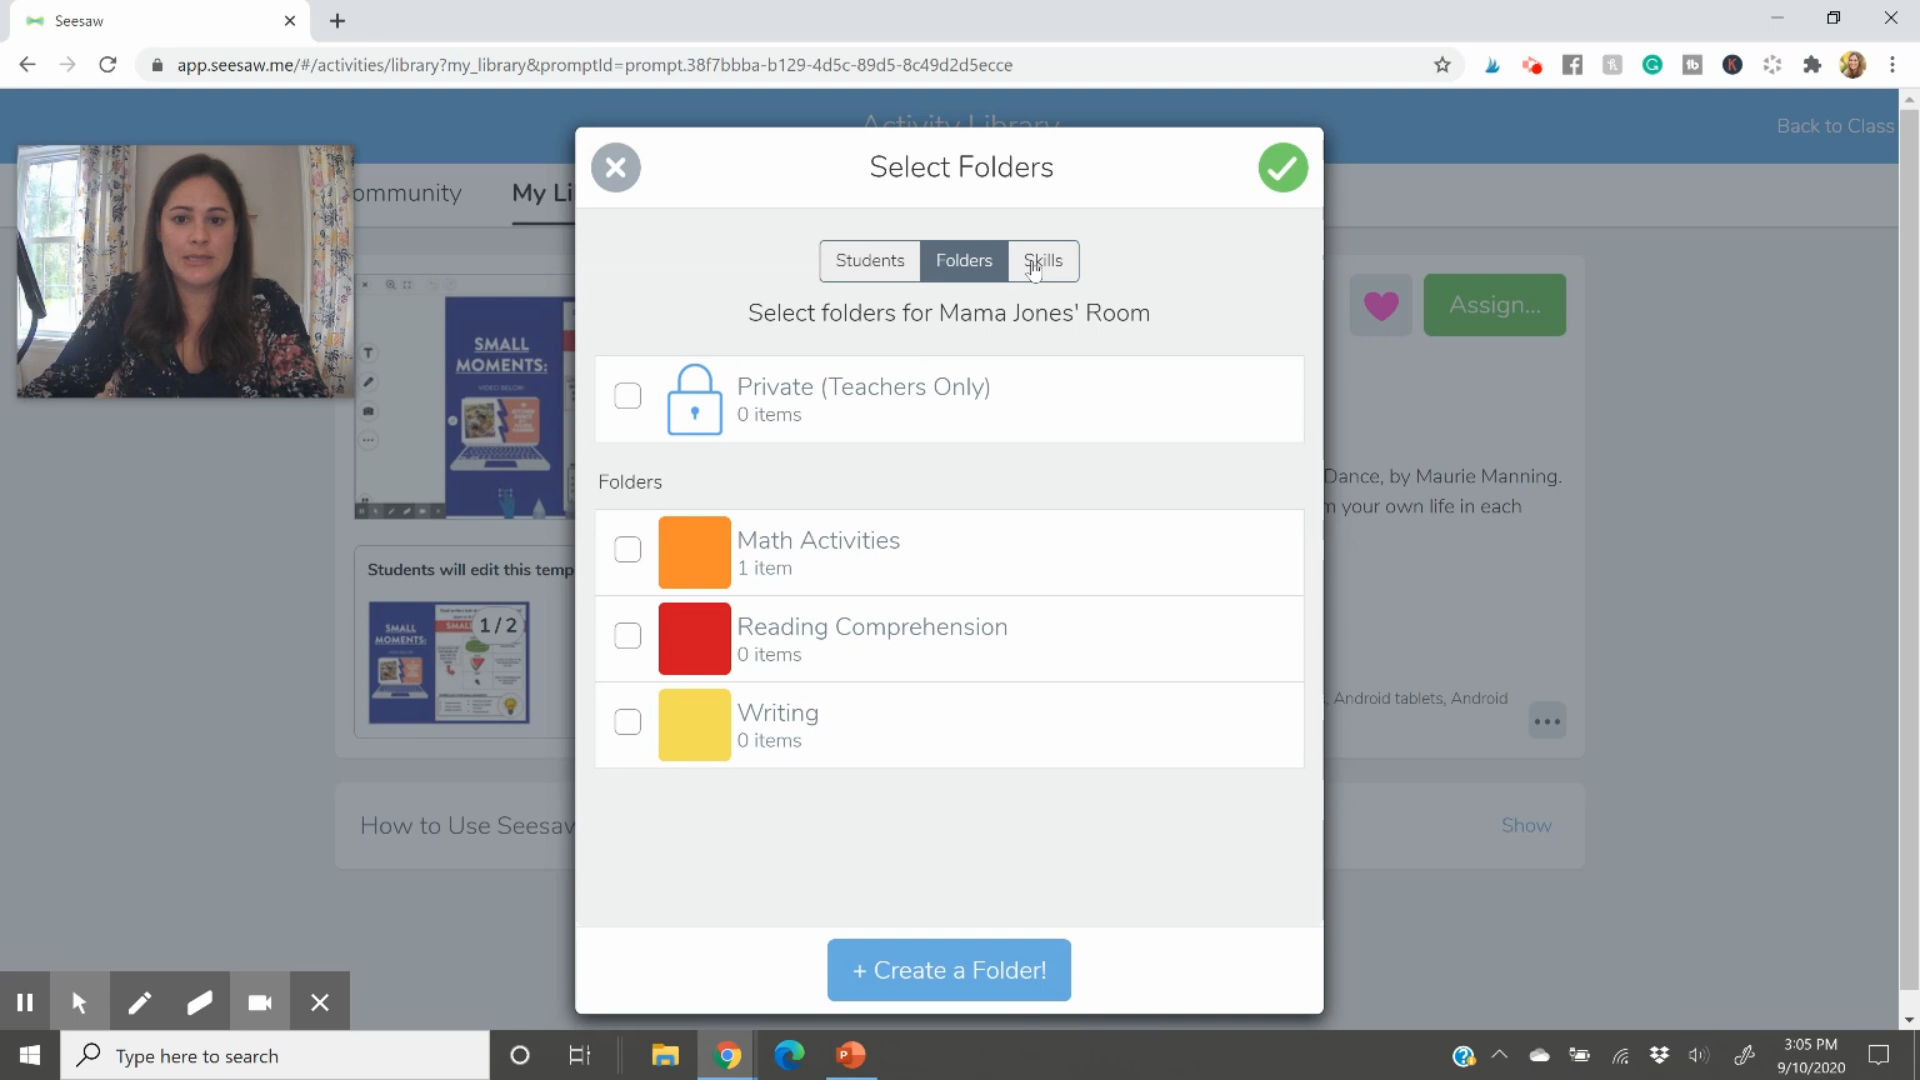 Seesaw
app.seesaw.me/#/activities/library?my_library&promptId=prompt.38f7bbba-b129-4d5c-89d5-8c49d2d5ecce
Activity Library
Back to Class
ommunity
My Li
Select Folders
Students
Folders
Skills
Select folders for Mama Jones' Room
Private (Teachers Only)
0 items
Folders
Math Activities
1 item
Reading Comprehension
0 items
Writing
0 items
+ Create a Folder!
Assign...
Dance, by Maurie Manning.
your own life in each
Android tablets, Android
SMALL
MOMENTS:
VIDEO BELOW
Students will edit this temp
SMALL
MOMENTS:
1/2
How to Use Seesaw
Show
Type here to search
3:05 PM
9/10/2020